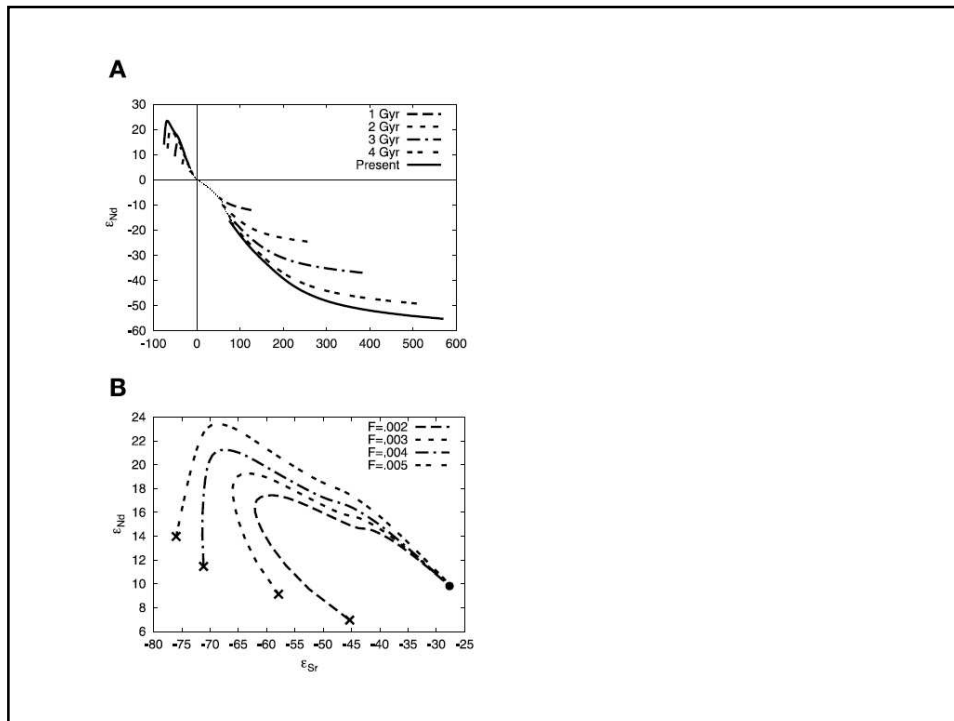 A
30
20
10
0
-10
-20
-30
-40
-50
-60
εNd
1 Gyr
2 Gyr
3 Gyr
4 Gyr
Present
-100 0 100 200 300 400 500 600
B
24
22
20
18
16
14
12
10
8
6
εNd
F=.002
F=.003
F=.004
F=.005
-80 -75 -70 -65 -60 -55 -50 -45 -40 -35 -30 -25
εSr